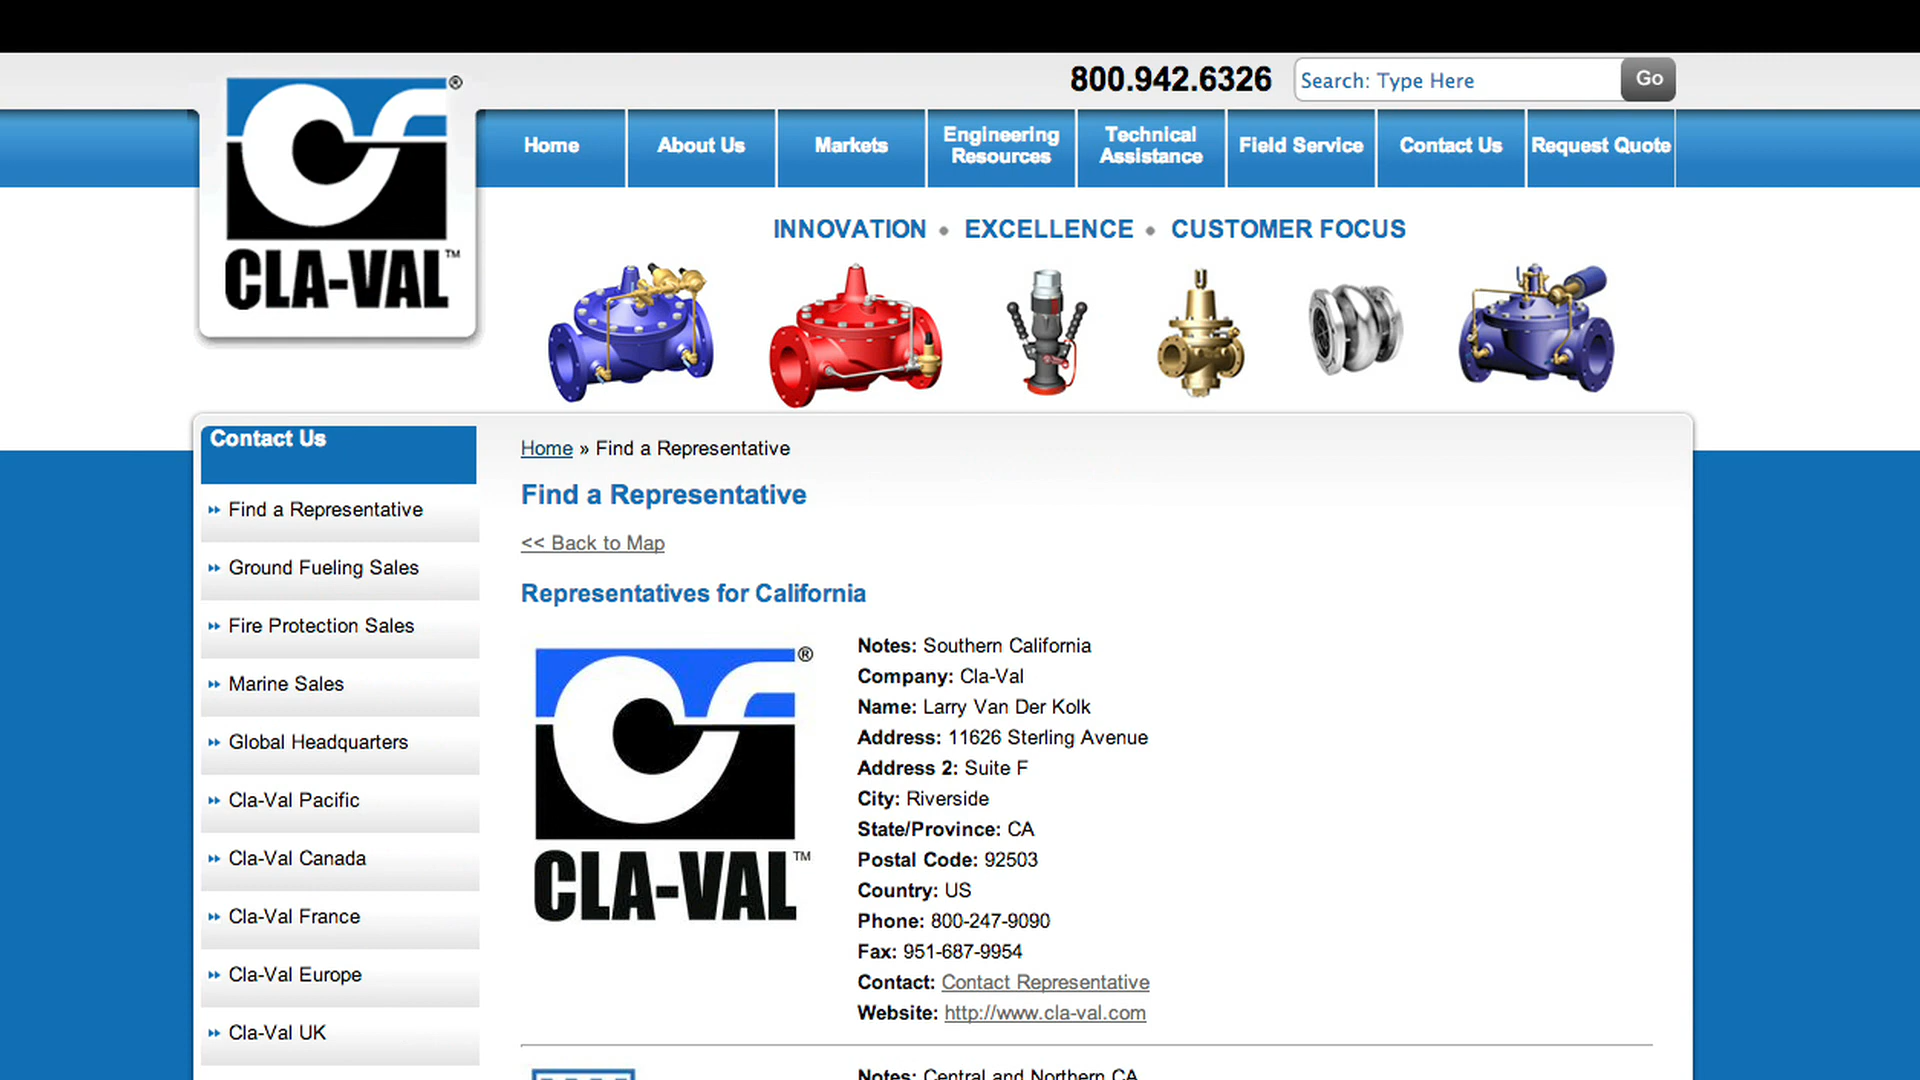 800.942.6326
Search: Type Here
Go
®
CLA-VAL™
Home
About Us
Markets
Engineering Resources
Technical Assistance
Field Service
Contact Us
Request Quote
INNOVATION • EXCELLENCE • CUSTOMER FOCUS
Contact Us
Find a Representative
Ground Fueling Sales
Fire Protection Sales
Marine Sales
Global Headquarters
Cla-Val Pacific
Cla-Val Canada
Cla-Val France
Cla-Val Europe
Cla-Val UK
Home » Find a Representative
Find a Representative
<< Back to Map
Representatives for California
®
CLA-VAL™
Notes: Southern California
Company: Cla-Val
Name: Larry Van Der Kolk
Address: 11626 Sterling Avenue
Address 2: Suite F
City: Riverside
State/Province: CA
Postal Code: 92503
Country: US
Phone: 800-247-9090
Fax: 951-687-9954
Contact: Contact Representative
Website: http://www.cla-val.com
Notes: Central and Northern CA